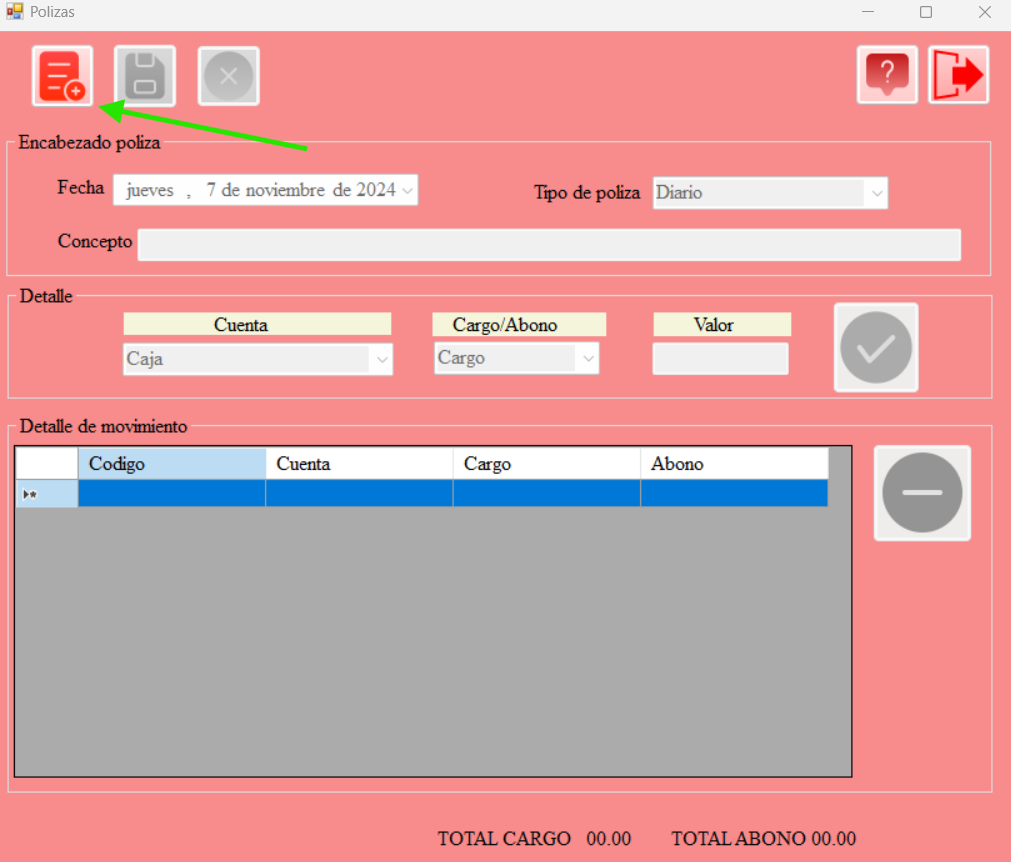 Polizas
?
Encabezado poliza
Fecha jueves , 7 de noviembre de 2024 Tipo de poliza Diario
Concepto
Detalle
Cuenta Cargo/Abono Valor
Caja Cargo
Detalle de movimiento
Codigo Cuenta Cargo Abono
TOTAL CARGO 00.00 TOTAL ABONO 00.00